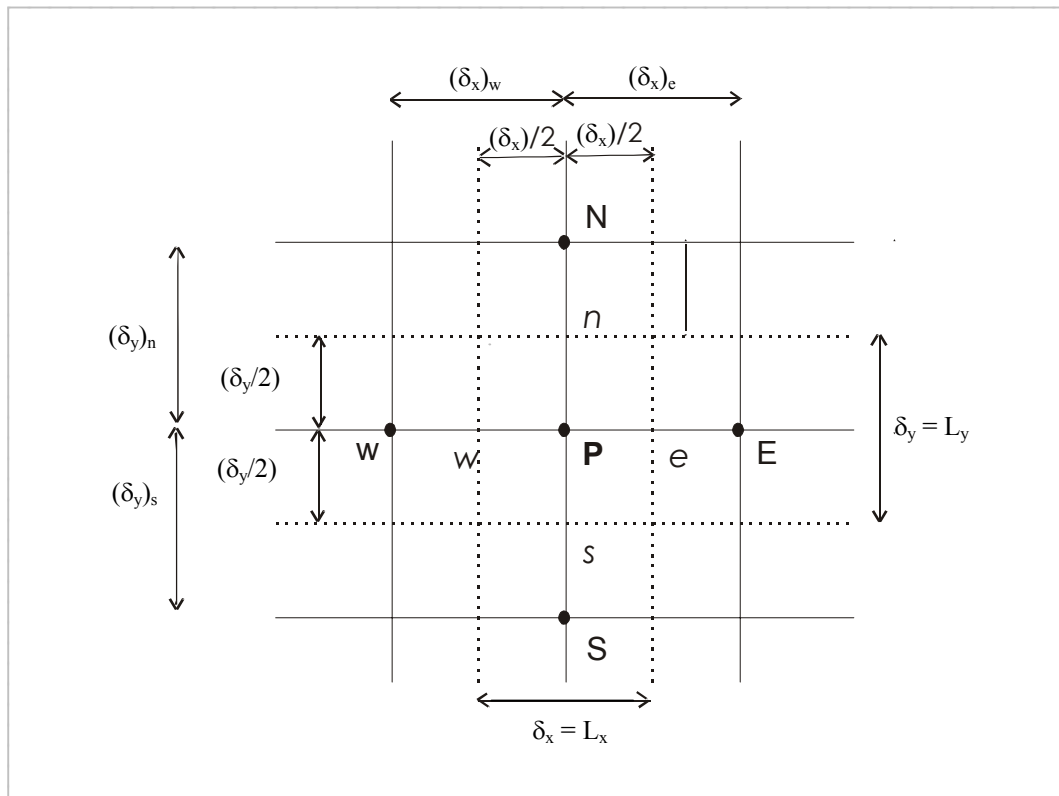 (δₓ)w (δₓ)ₑ
(δₓ)/2 (δₓ)/2
N
n
(δy)n
(δy/2)
w w P e E
δy = Ly
(δy/2)
(δy)s
s
S
δₓ = Lₓ